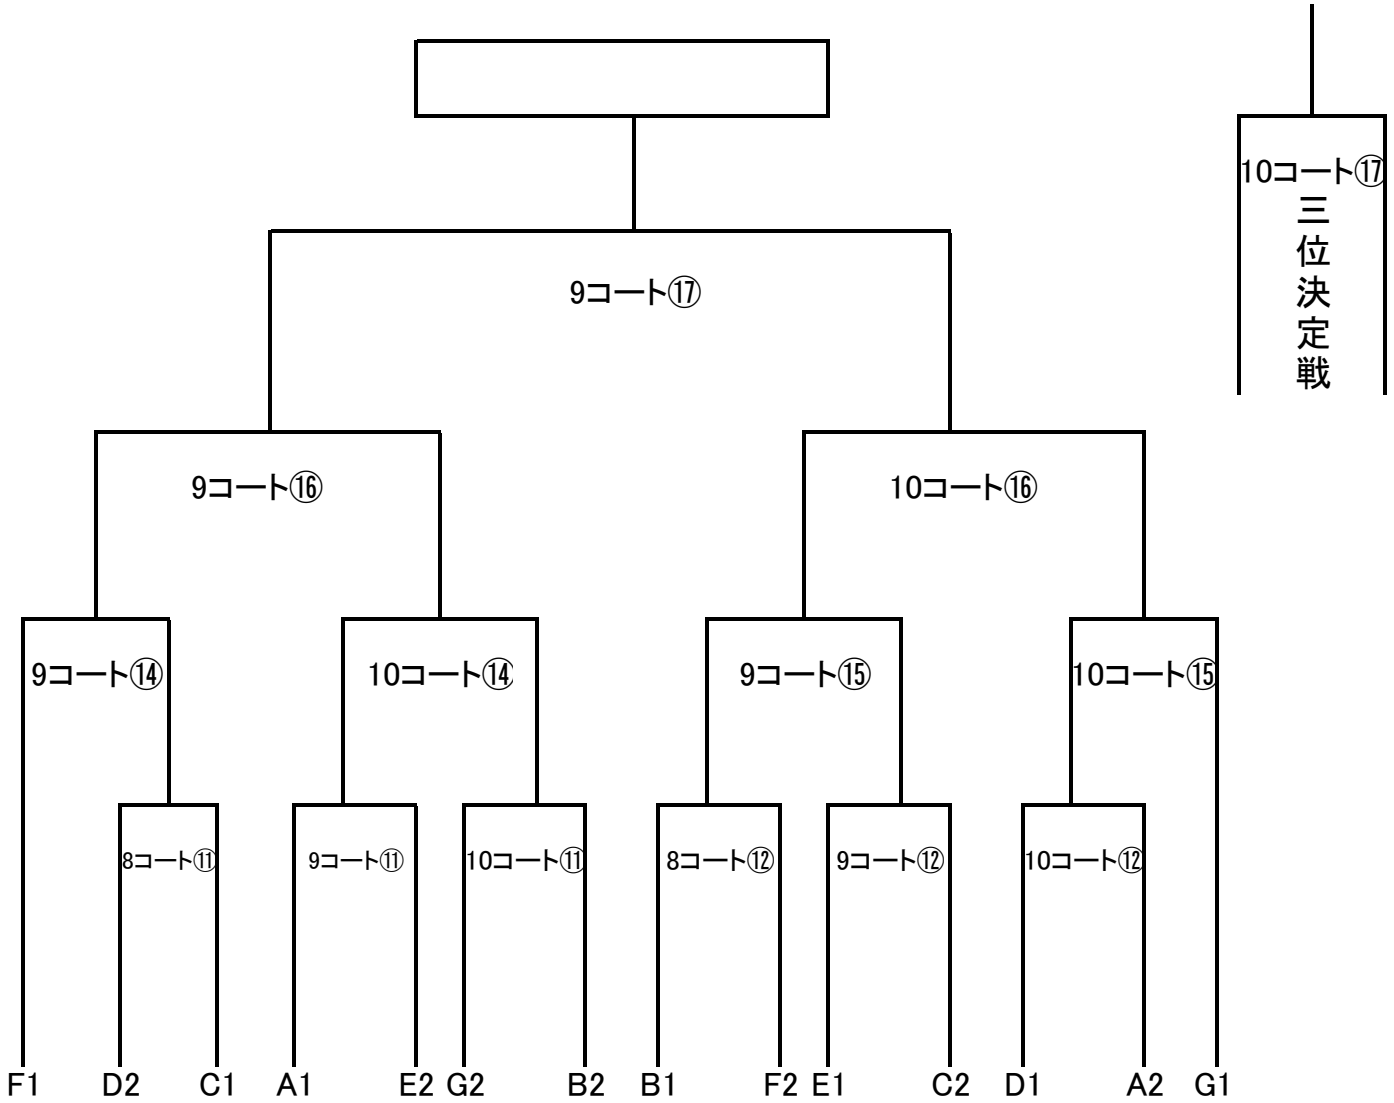 10コート⑰
三
位
決
定
戦
9コート⑰
9コート⑯
10コート⑯
9コート⑭
10コート⑭
9コート⑮
10コート⑮
8コート⑪
9コート⑪
10コート⑪
8コート⑫
9コート⑫
10コート⑫
F1 D2 C1 A1 E2 G2 B2 B1 F2 E1 C2 D1 A2 G1